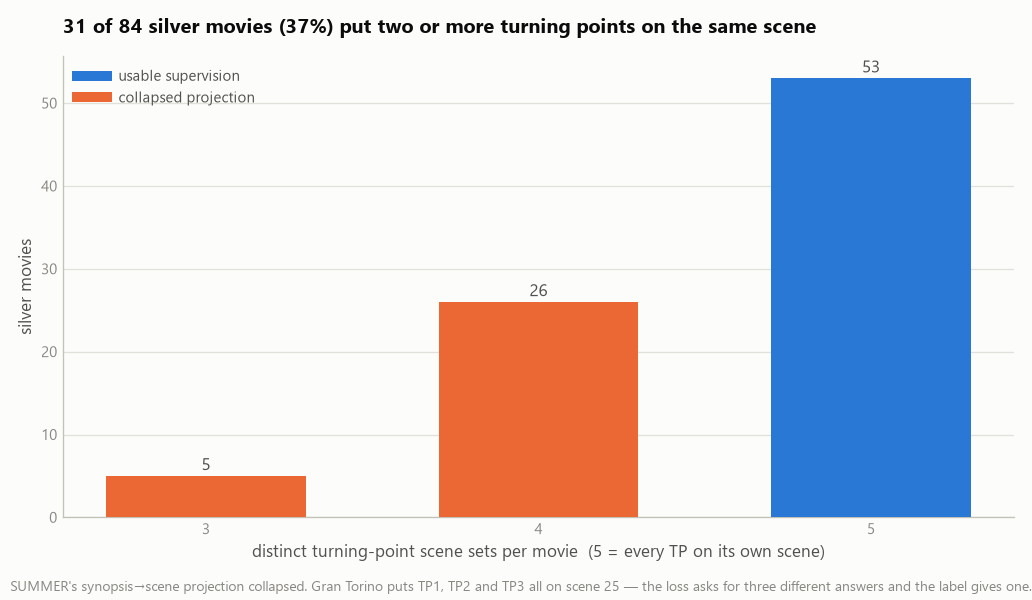 31 of 84 silver movies (37%) put two or more turning points on the same scene
usable supervision
collapsed projection
silver movies
50
40
30
20
10
0
5
26
53
3
4
5
distinct turning-point scene sets per movie (5 = every TP on its own scene)
SUMMER's synopsis→scene projection collapsed. Gran Torino puts TP1, TP2 and TP3 all on scene 25 — the loss asks for three different answers and the label gives one.